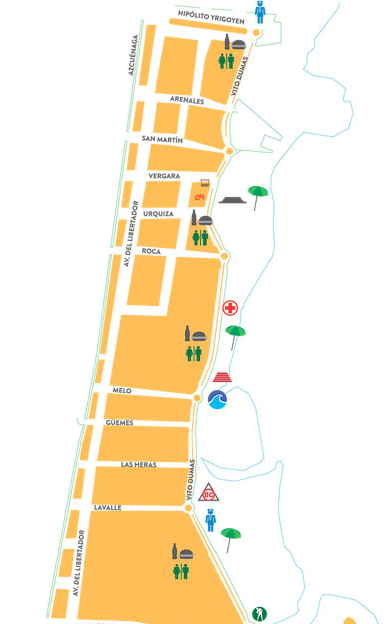 HIPÓLITO YRIGOYEN
AZCUÉNAGA
VITO DUMAS
ARENALES
SAN MARTÍN
VERGARA
AV. DEL LIBERTADOR
URQUIZA
ROCA
MELO
GÜEMES
LAS HERAS
VITO DUMAS
LAVALLE
AV. DEL LIBERTADOR